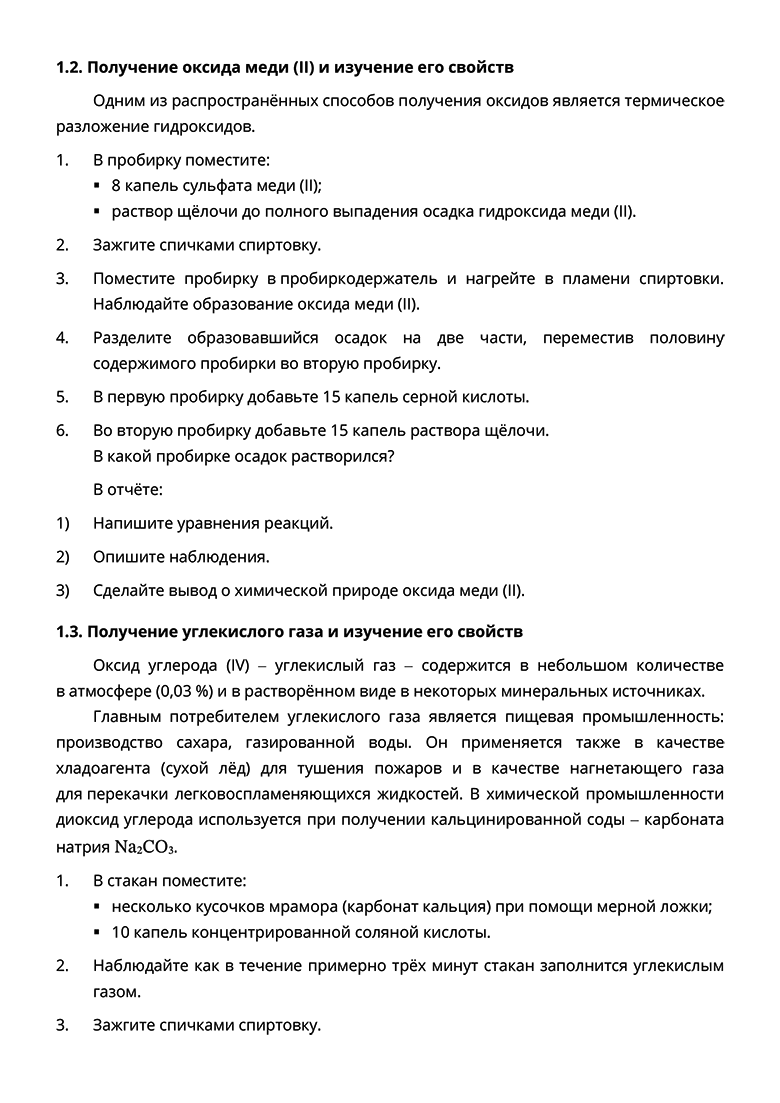 1.2. Получение оксида меди (II) и изучение его свойств
Одним из распространённых способов получения оксидов является термическое
разложение гидроксидов.
1. В пробирку поместите:
▪ 8 капель сульфата меди (II);
▪ раствор щёлочи до полного выпадения осадка гидроксида меди (II).
2. Зажгите спичками спиртовку.
3. Поместите пробирку в пробиркодержатель и нагрейте в пламени спиртовки.
Наблюдайте образование оксида меди (II).
4. Разделите образовавшийся осадок на две части, переместив половину
содержимого пробирки во вторую пробирку.
5. В первую пробирку добавьте 15 капель серной кислоты.
6. Во вторую пробирку добавьте 15 капель раствора щёлочи.
В какой пробирке осадок растворился?
В отчёте:
1) Напишите уравнения реакций.
2) Опишите наблюдения.
3) Сделайте вывод о химической природе оксида меди (II).
1.3. Получение углекислого газа и изучение его свойств
Оксид углерода (IV) – углекислый газ – содержится в небольшом количестве
в атмосфере (0,03 %) и в растворённом виде в некоторых минеральных источниках.
Главным потребителем углекислого газа является пищевая промышленность:
производство сахара, газированной воды. Он применяется также в качестве
хладоагента (сухой лёд) для тушения пожаров и в качестве нагнетающего газа
для перекачки легковоспламеняющихся жидкостей. В химической промышленности
диоксид углерода используется при получении кальцинированной соды – карбоната
натрия Na₂CO₃.
1. В стакан поместите:
▪ несколько кусочков мрамора (карбонат кальция) при помощи мерной ложки;
▪ 10 капель концентрированной соляной кислоты.
2. Наблюдайте как в течение примерно трёх минут стакан заполнится углекислым
газом.
3. Зажгите спичками спиртовку.